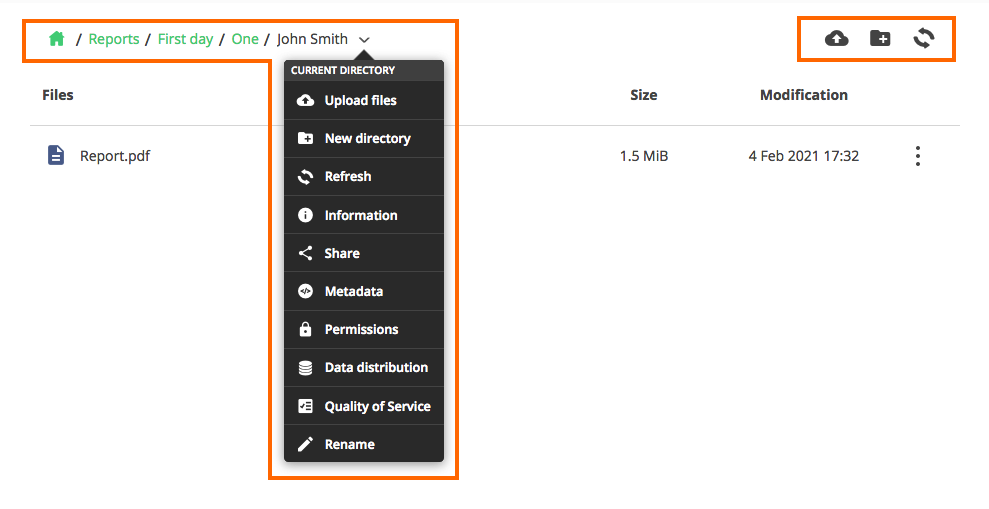 / Reports / First day / One / John Smith
CURRENT DIRECTORY
Files Size Modification
Upload files
New directory
Report.pdf 1.5 MiB 4 Feb 2021 17:32
Refresh
Information
Share
Metadata
Permissions
Data distribution
Quality of Service
Rename